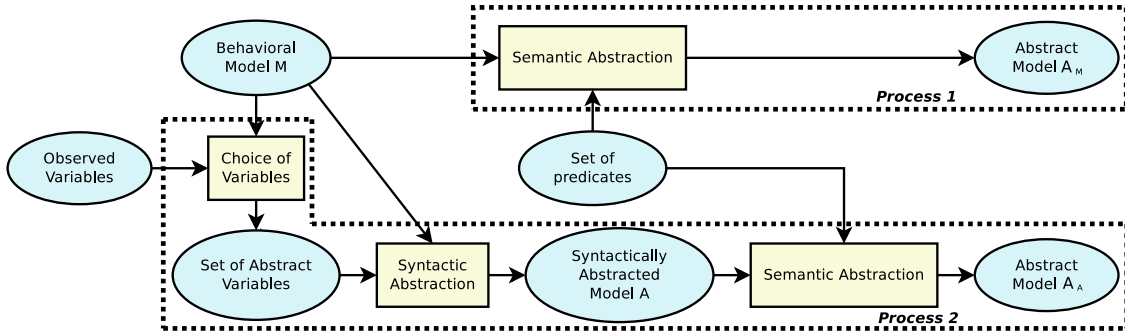 Behavioral
Model M
Semantic Abstraction
Abstract
Model A M
Process 1
Observed
Variables
Choice of
Variables
Set of
predicates
Set of Abstract
Variables
Syntactic
Abstraction
Syntactically
Abstracted
Model A
Semantic Abstraction
Abstract
Model A A
Process 2